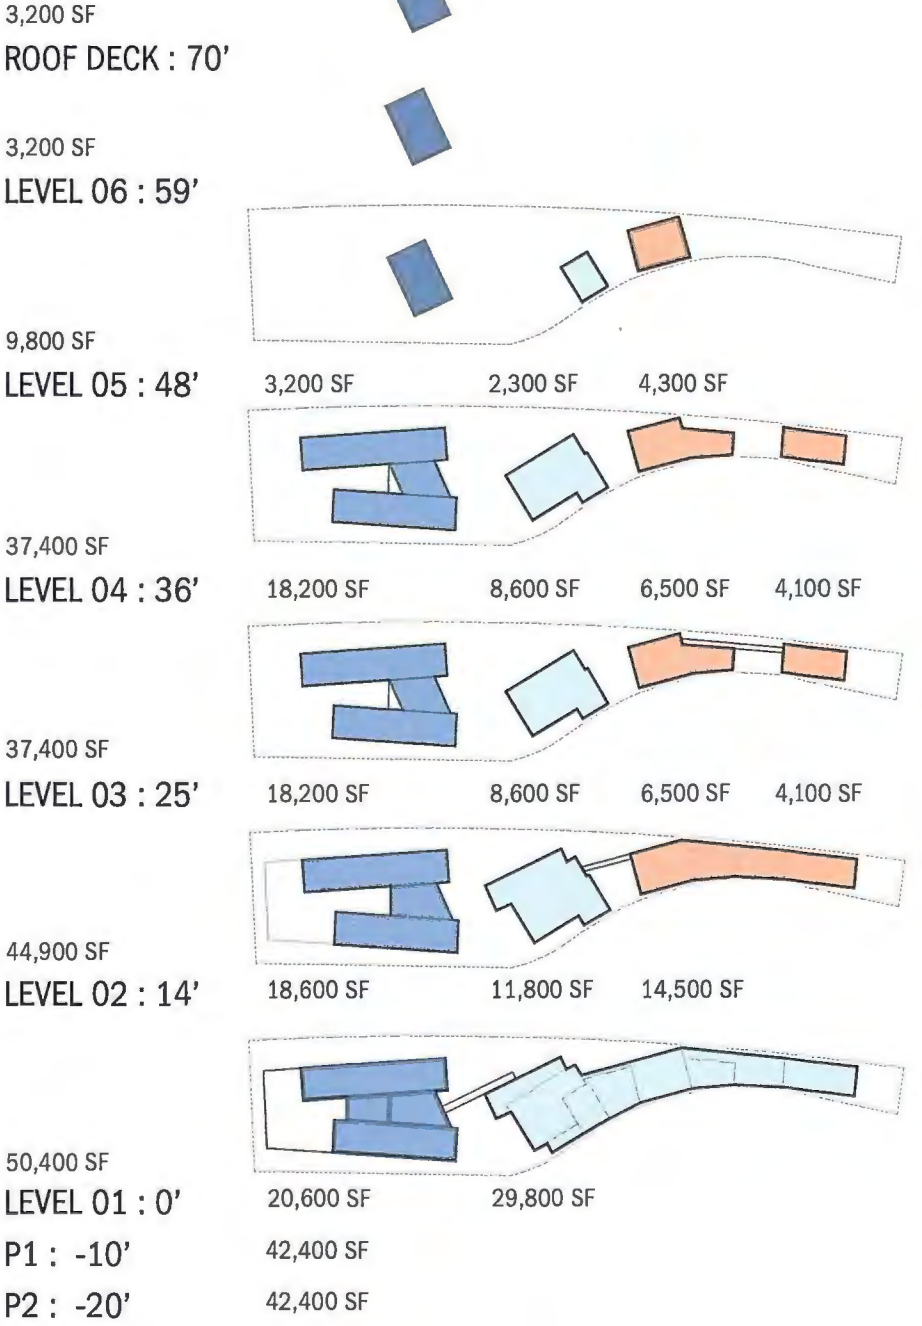 3,200 SF
ROOF DECK : 70'
3,200 SF
LEVEL 06 : 59'
9,800 SF
LEVEL 05 : 48'
3,200 SF 2,300 SF 4,300 SF
37,400 SF
LEVEL 04 : 36'
18,200 SF 8,600 SF 6,500 SF 4,100 SF
37,400 SF
LEVEL 03 : 25'
18,200 SF 8,600 SF 6,500 SF 4,100 SF
44,900 SF
LEVEL 02 : 14'
18,600 SF 11,800 SF 14,500 SF
50,400 SF
LEVEL 01 : 0'
20,600 SF 29,800 SF
P1 : -10'
42,400 SF
P2 : -20'
42,400 SF